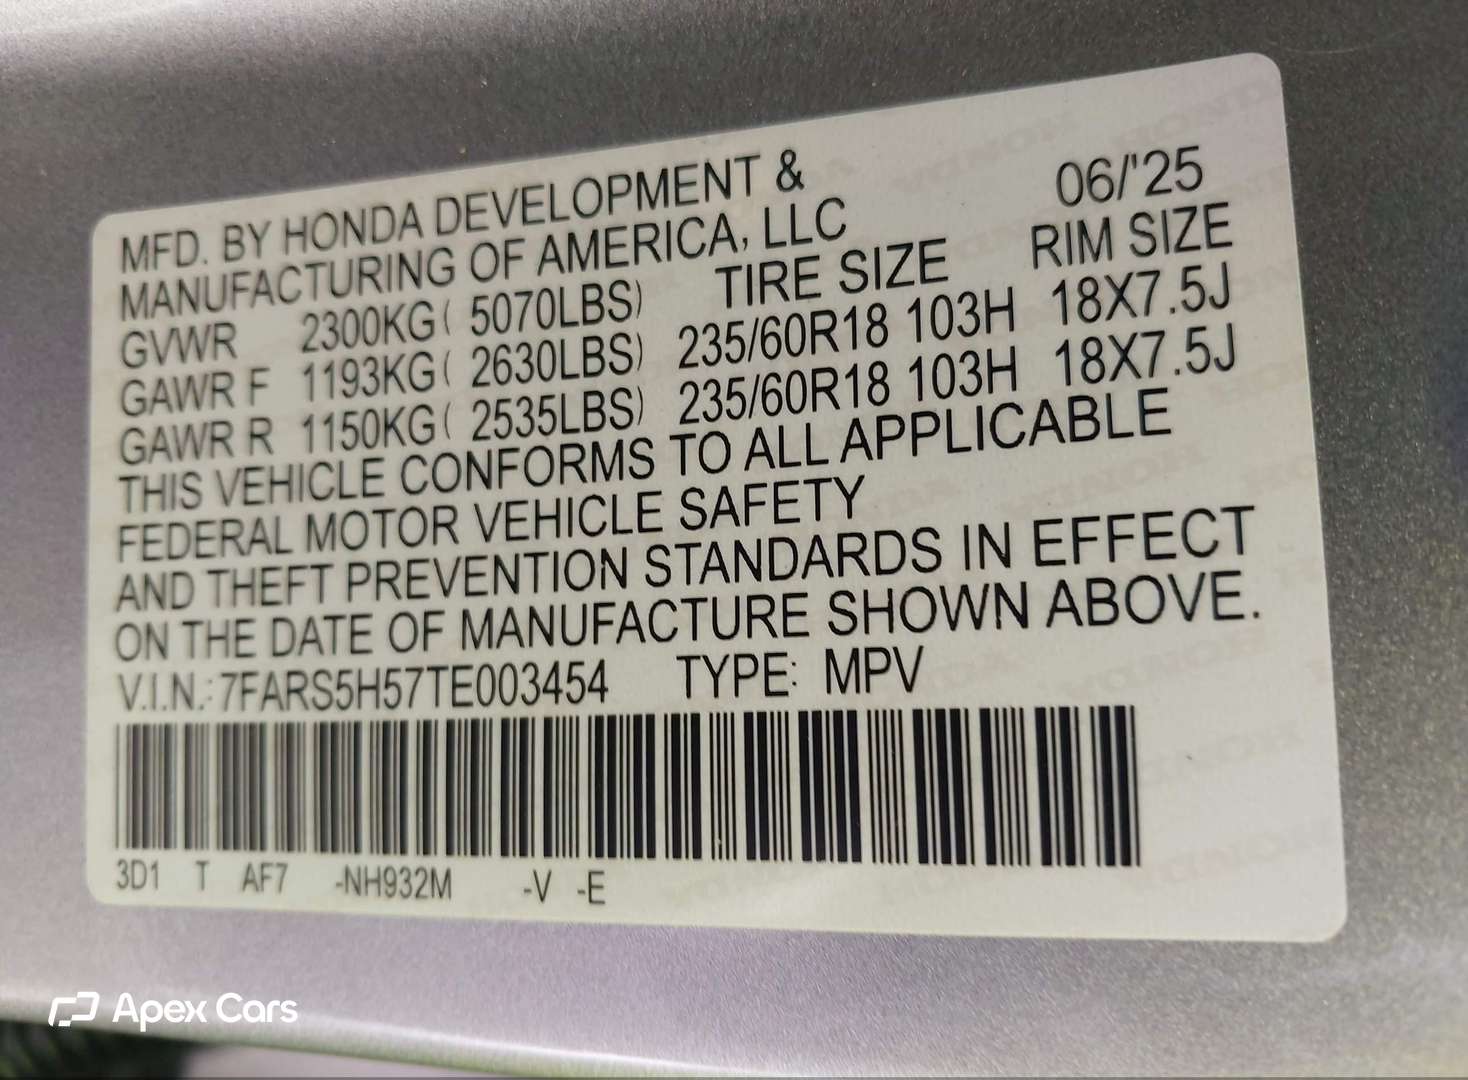 MFD. BY HONDA DEVELOPMENT &
MANUFACTURING OF AMERICA, LLC 06/'25
GVWR 2300KG( 5070LBS) TIRE SIZE RIM SIZE
GAWR F 1193KG( 2630LBS) 235/60R18 103H 18X7.5J
GAWR R 1150KG( 2535LBS) 235/60R18 103H 18X7.5J
THIS VEHICLE CONFORMS TO ALL APPLICABLE
FEDERAL MOTOR VEHICLE SAFETY
AND THEFT PREVENTION STANDARDS IN EFFECT
ON THE DATE OF MANUFACTURE SHOWN ABOVE.
V.I.N.: 7FARS5H57TE003454 TYPE: MPV
3D1 T AF7 -NH932M -V -E
Apex Cars